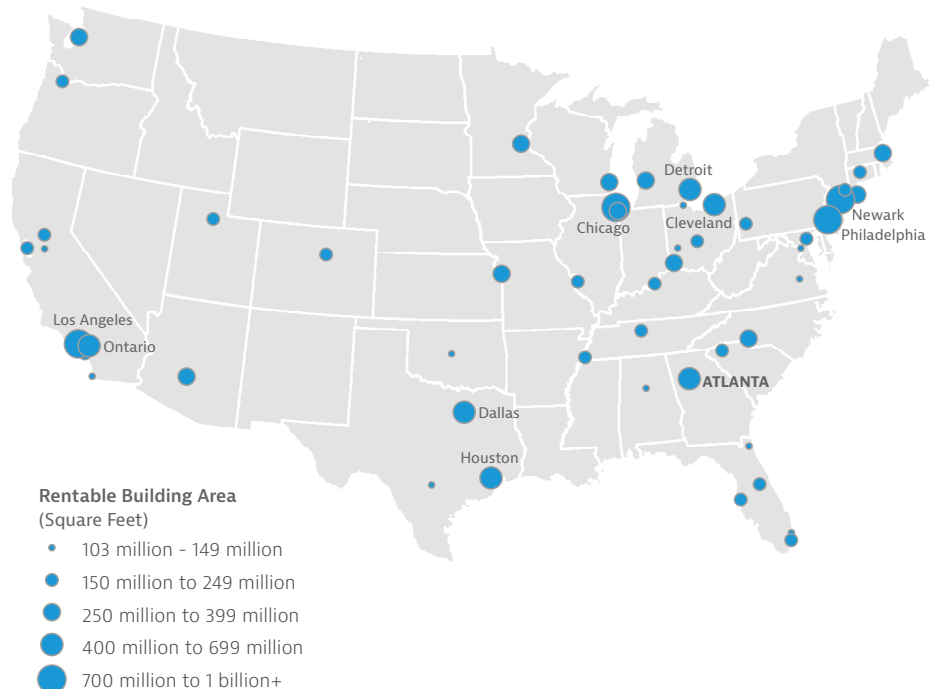 Detroit
Chicago
Cleveland
Newark
Philadelphia
Los Angeles
Ontario
ATLANTA
Dallas
Houston
Rentable Building Area
(Square Feet)
103 million - 149 million
150 million to 249 million
250 million to 399 million
400 million to 699 million
700 million to 1 billion+